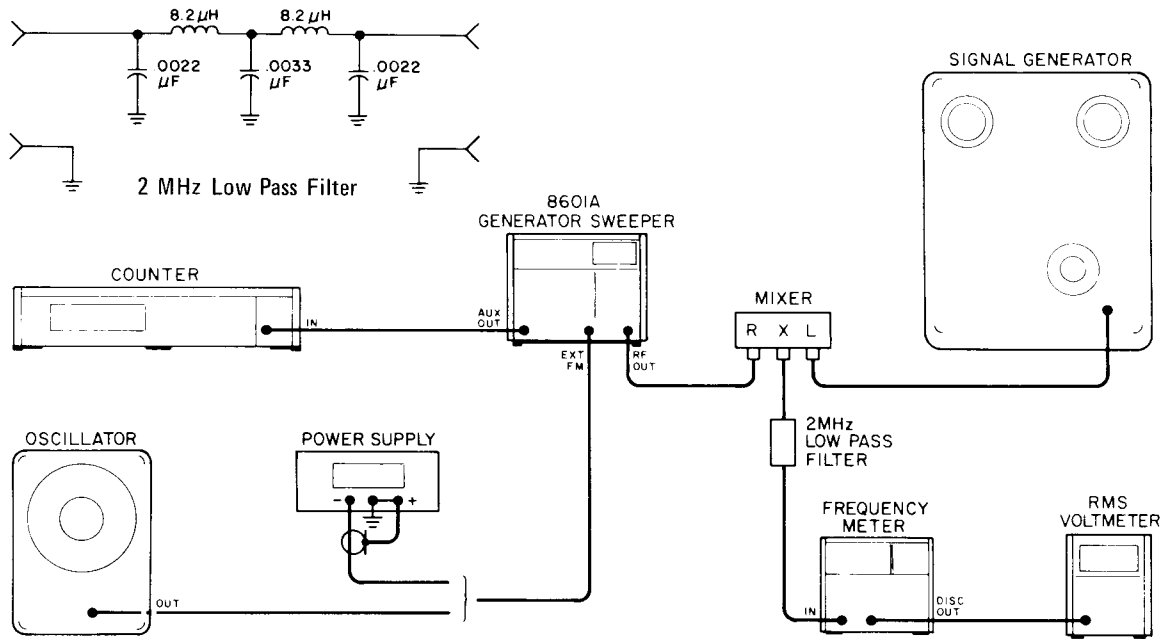 8.2 µH
8.2 µH
.0022
µF
.0033
µF
.0022
µF
2 MHz Low Pass Filter
SIGNAL GENERATOR
8601A
GENERATOR SWEEPER
COUNTER
IN
AUX
OUT
EXT
FM
RF
OUT
MIXER
R X L
2MHz
LOW PASS
FILTER
OSCILLATOR
OUT
POWER SUPPLY
- +
FREQUENCY
METER
IN
DISC
OUT
RMS
VOLTMETER